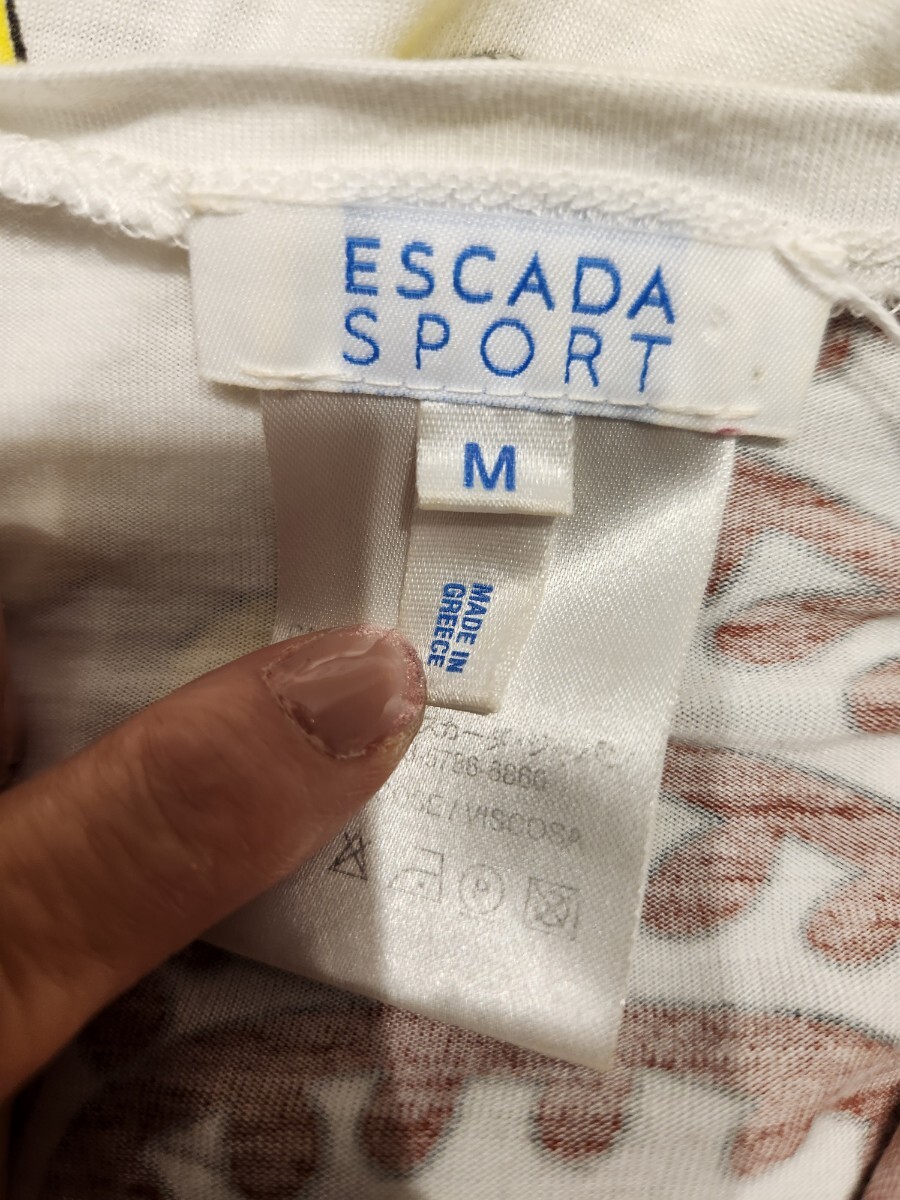 ESCADA
SPORT
M
MADE IN
GREECE
VISCOSA
P